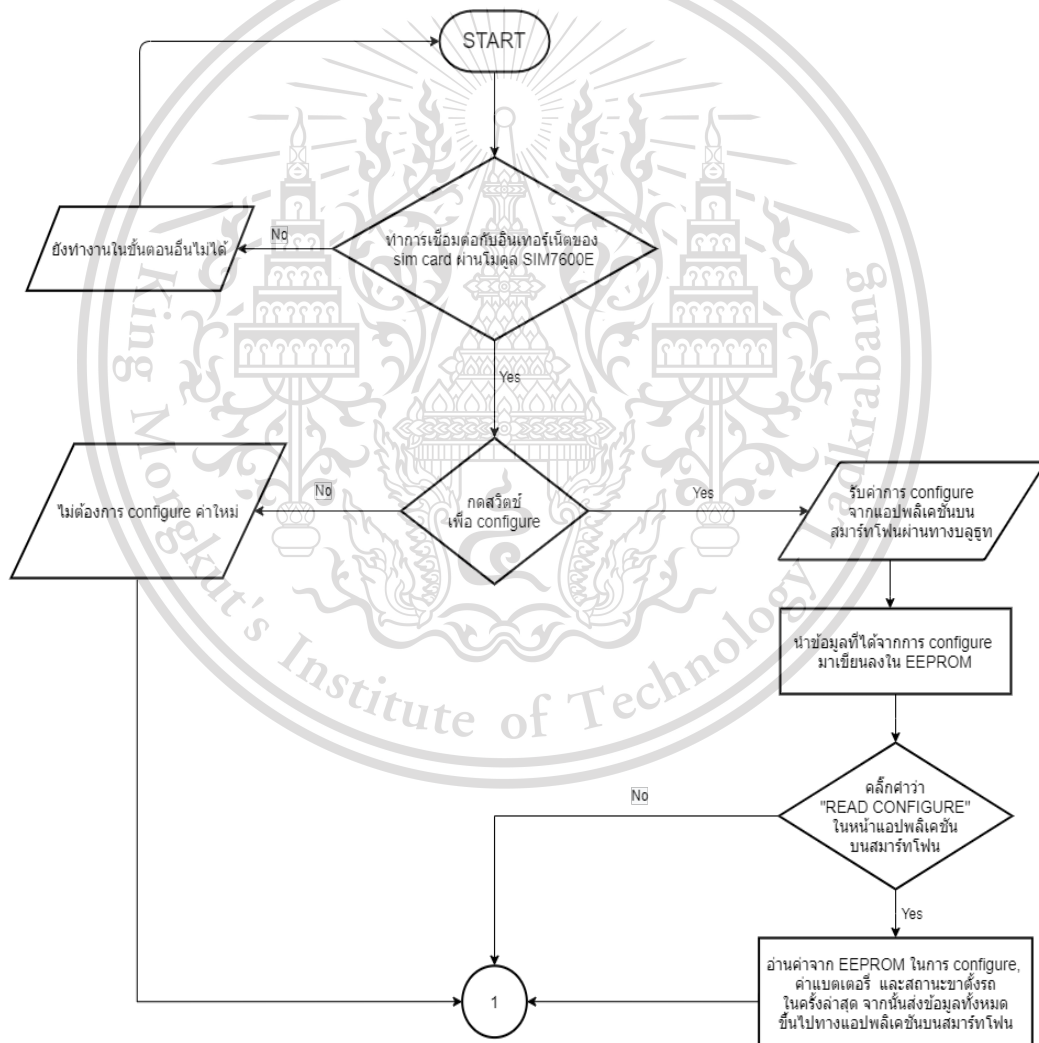 START
ทำการเชื่อมต่อกับอินเทอร์เน็ตของ
sim card ผ่านโมดูล SIM7600E
No
ยังทำงานในขั้นตอนอื่นไม่ได้
Yes
กดสวิตช์
เพื่อ configure
No
ไม่ต้องการ configure ค่าใหม่
Yes
รับค่าการ configure
จากแอปพลิเคชันบน
สมาร์ทโฟนผ่านทางบลูธูท
นำข้อมูลที่ได้จากการ configure
มาเขียนลงใน EEPROM
คลิ๊กคำว่า
"READ CONFIGURE"
ในหน้าแอปพลิเคชัน
บนสมาร์ทโฟน
No
Yes
อ่านค่าจาก EEPROM ในการ configure,
ค่าแบตเตอรี่ และสถานะขาตั้งรถ
ในครั้งล่าสุด จากนั้นส่งข้อมูลทั้งหมด
ขึ้นไปทางแอปพลิเคชันบนสมาร์ทโฟน
1
King Mongkut's Institute of Technology Ladkrabang